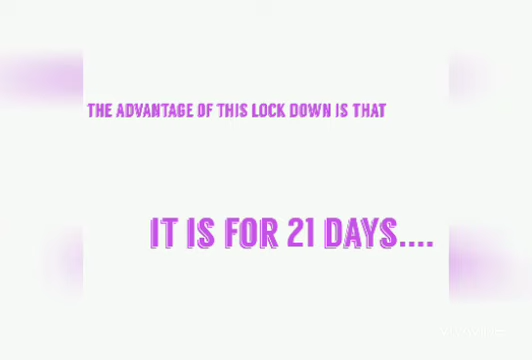 THE ADVANTAGE OF THIS LOCK DOWN IS THAT
IT IS FOR 21 DAYS....